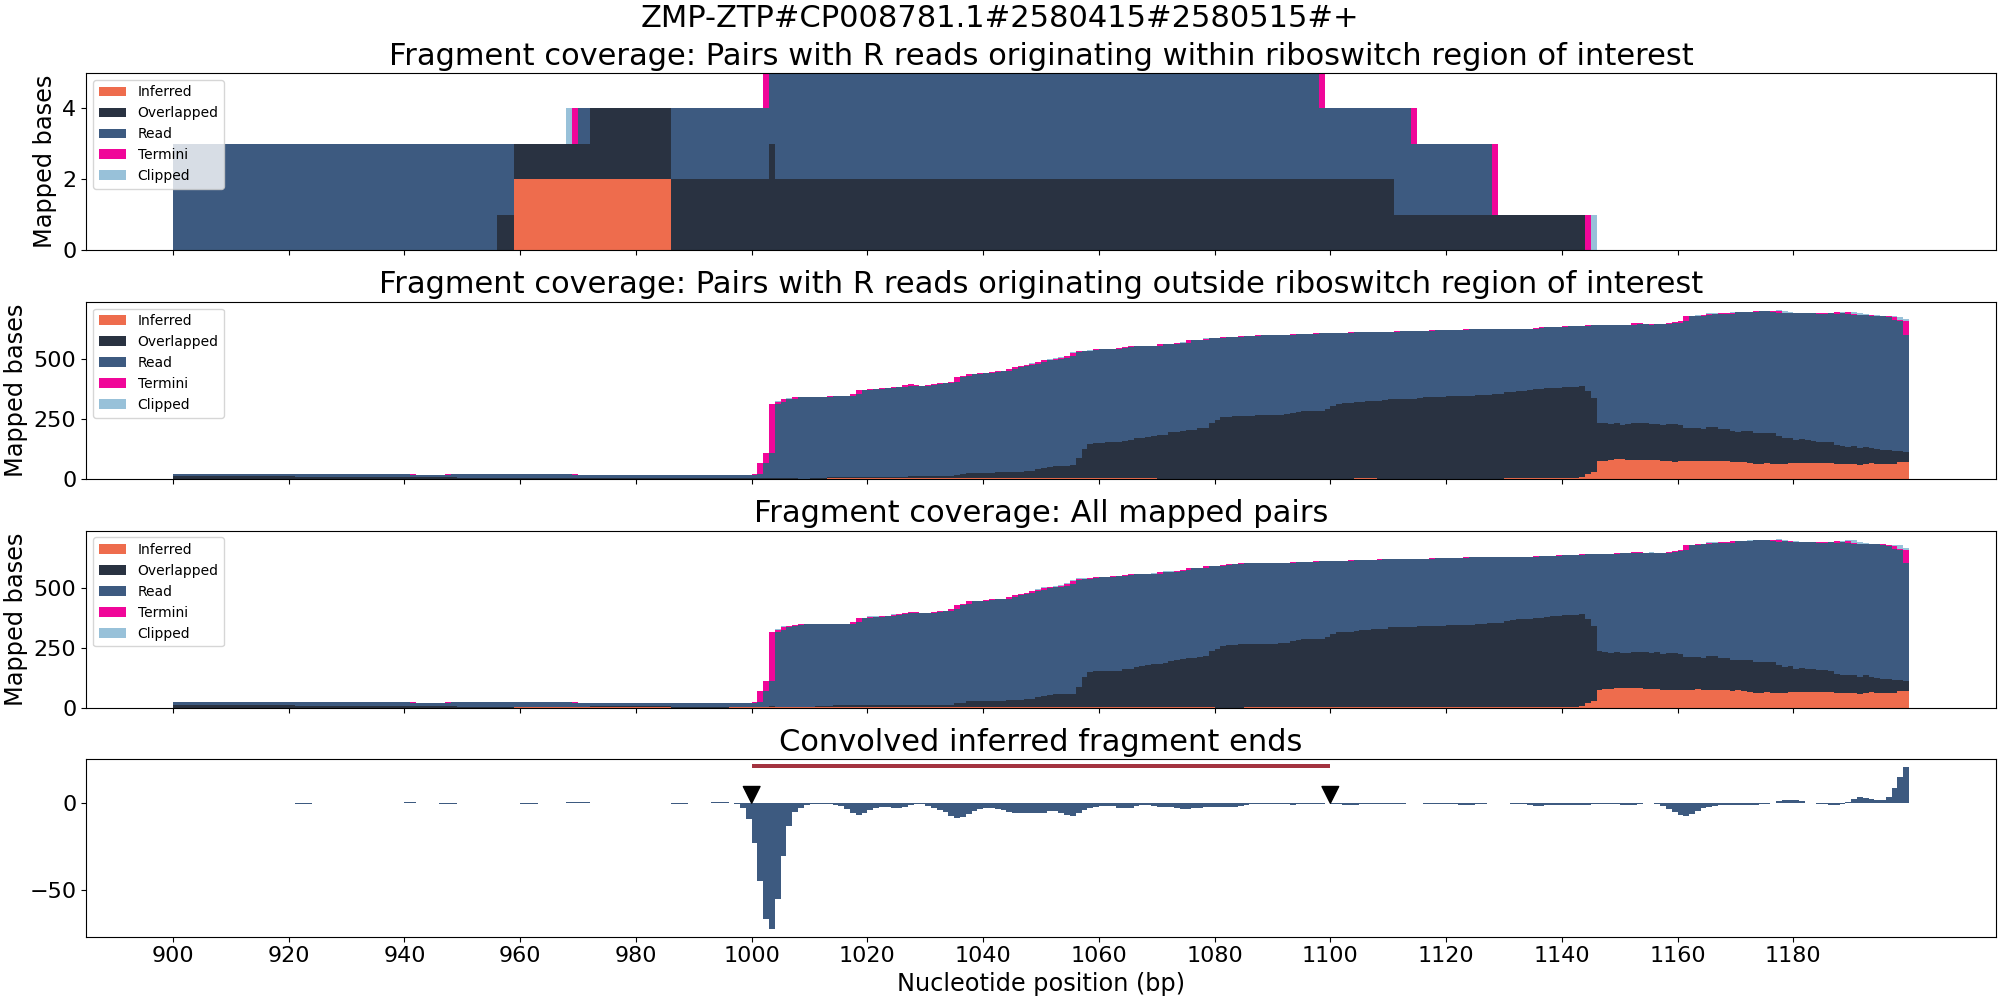 ZMP-ZTP#CP008781.1#2580415#2580515#+
Fragment coverage: Pairs with R reads originating within riboswitch region of interest
Mapped bases
4
2
0
Inferred
Overlapped
Read
Termini
Clipped
Fragment coverage: Pairs with R reads originating outside riboswitch region of interest
Mapped bases
500
250
0
Inferred
Overlapped
Read
Termini
Clipped
Fragment coverage: All mapped pairs
Mapped bases
500
250
0
Inferred
Overlapped
Read
Termini
Clipped
Convolved inferred fragment ends
0
−50
900 920 940 960 980 1000 1020 1040 1060 1080 1100 1120 1140 1160 1180
Nucleotide position (bp)